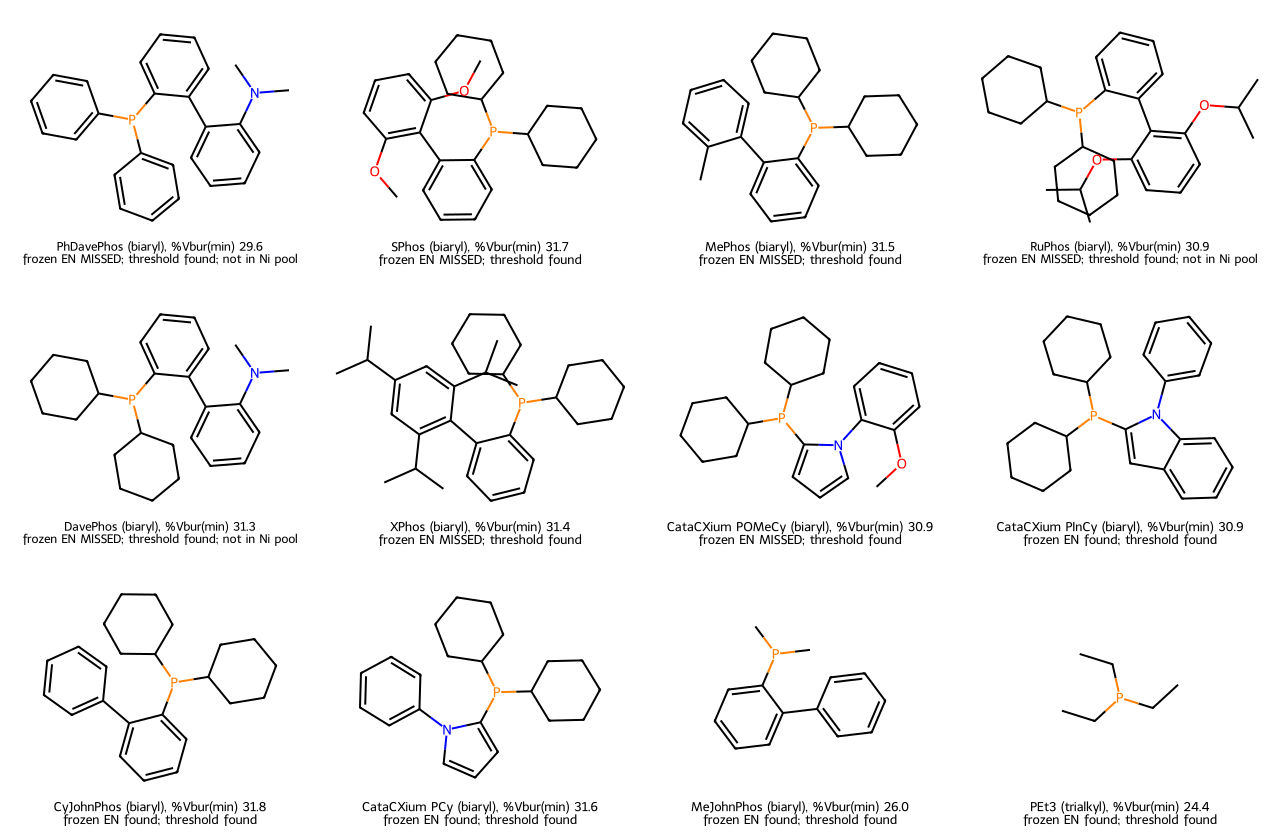 P
N
PhDavePhos (biaryl), %Vbur(min) 29.6
frozen EN MISSED; threshold found; not in Ni pool
O
P
O
SPhos (biaryl), %Vbur(min) 31.7
frozen EN MISSED; threshold found
P
MePhos (biaryl), %Vbur(min) 31.5
frozen EN MISSED; threshold found
P
O
O
RuPhos (biaryl), %Vbur(min) 30.9
frozen EN MISSED; threshold found; not in Ni pool
P
N
DavePhos (biaryl), %Vbur(min) 31.3
frozen EN MISSED; threshold found; not in Ni pool
P
XPhos (biaryl), %Vbur(min) 31.4
frozen EN MISSED; threshold found
P
N
O
CataCXium POMeCy (biaryl), %Vbur(min) 30.9
frozen EN MISSED; threshold found
P
N
CataCXium PInCy (biaryl), %Vbur(min) 30.9
frozen EN found; threshold found
P
CyJohnPhos (biaryl), %Vbur(min) 31.8
frozen EN found; threshold found
P
N
CataCXium PCy (biaryl), %Vbur(min) 31.6
frozen EN found; threshold found
P
MeJohnPhos (biaryl), %Vbur(min) 26.0
frozen EN found; threshold found
P
PEt3 (trialkyl), %Vbur(min) 24.4
frozen EN found; threshold found